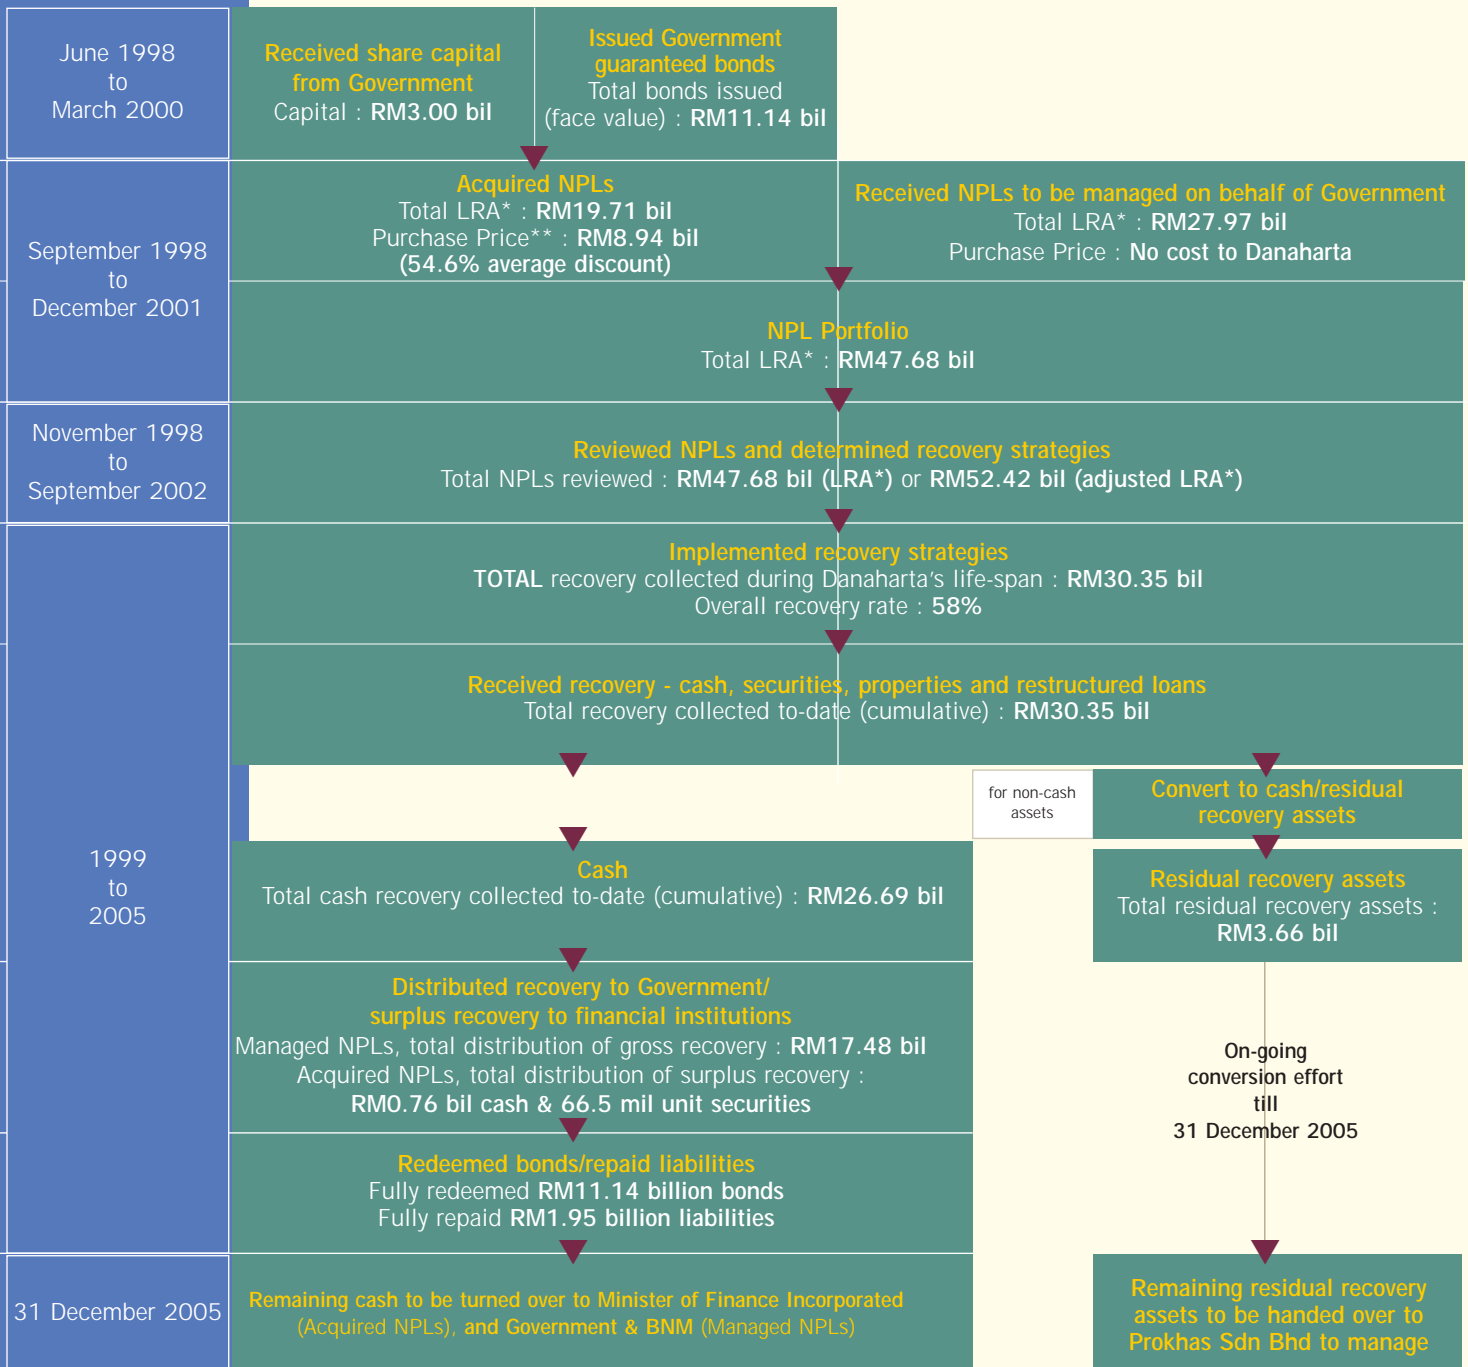 June 1998
to
March 2000
Received share capital
from Government
Capital : RM3.00 bil
Issued Government
guaranteed bonds
Total bonds issued
(face value) : RM11.14 bil
September 1998
to
December 2001
Acquired NPLs
Total LRA* : RM19.71 bil
Purchase Price** : RM8.94 bil
(54.6% average discount)
Received NPLs to be managed on behalf of Government
Total LRA* : RM27.97 bil
Purchase Price : No cost to Danaharta
NPL Portfolio
Total LRA* : RM47.68 bil
November 1998
to
September 2002
Reviewed NPLs and determined recovery strategies
Total NPLs reviewed : RM47.68 bil (LRA*) or RM52.42 bil (adjusted LRA*)
1999
to
2005
Implemented recovery strategies
TOTAL recovery collected during Danaharta's life-span : RM30.35 bil
Overall recovery rate : 58%
Received recovery - cash, securities, properties and restructured loans
Total recovery collected to-date (cumulative) : RM30.35 bil
for non-cash
assets
Convert to cash/residual
recovery assets
Cash
Total cash recovery collected to-date (cumulative) : RM26.69 bil
Residual recovery assets
Total residual recovery assets :
RM3.66 bil
Distributed recovery to Government/
surplus recovery to financial institutions
Managed NPLs, total distribution of gross recovery : RM17.48 bil
Acquired NPLs, total distribution of surplus recovery :
RM0.76 bil cash & 66.5 mil unit securities
On-going
conversion effort
till
31 December 2005
Redeemed bonds/repaid liabilities
Fully redeemed RM11.14 billion bonds
Fully repaid RM1.95 billion liabilities
31 December 2005
Remaining cash to be turned over to Minister of Finance Incorporated
(Acquired NPLs), and Government & BNM (Managed NPLs)
Remaining residual recovery
assets to be handed over to
Prokhas Sdn Bhd to manage